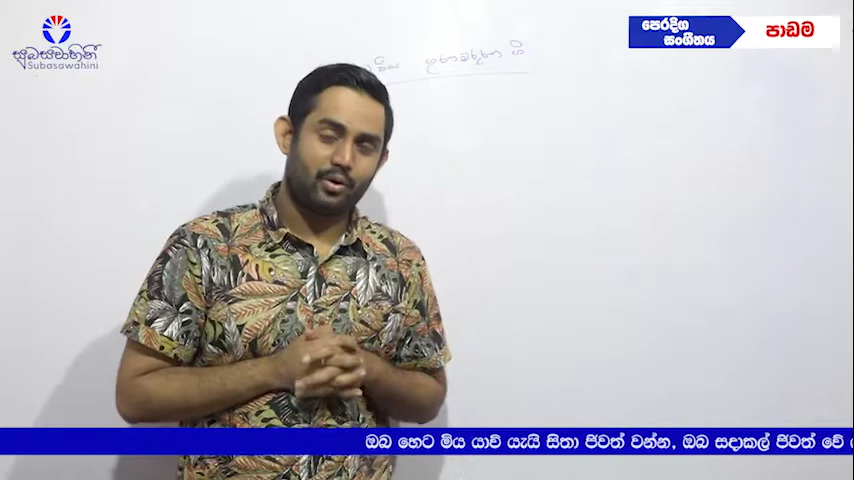 සුබසවාහිනී
Subasawahini
පෙරදිග
සංගීතය
පාඩම
ඔබ හෙට මිය යාවි යැයි සිතා ජිවත් වන්න, ඔබ සදාකල් ජිවත් වේ